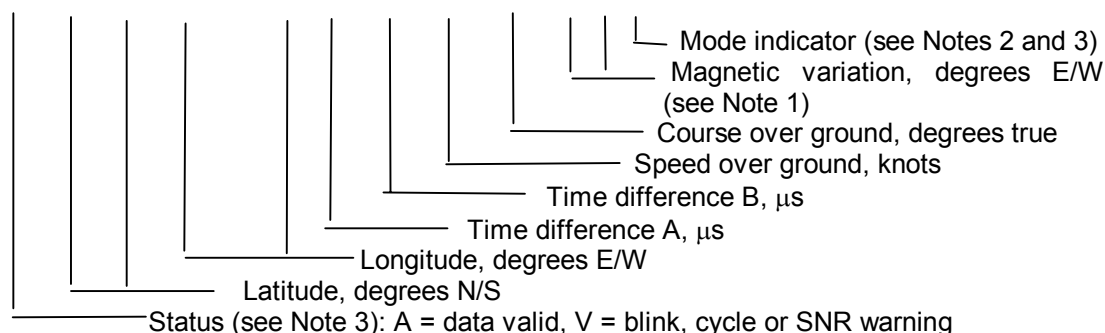 Mode indicator (see Notes 2 and 3)
Magnetic variation, degrees E/W
(see Note 1)
Course over ground, degrees true
Speed over ground, knots
Time difference B, μs
Time difference A, μs
Longitude, degrees E/W
Latitude, degrees N/S
Status (see Note 3): A = data valid, V = blink, cycle or SNR warning